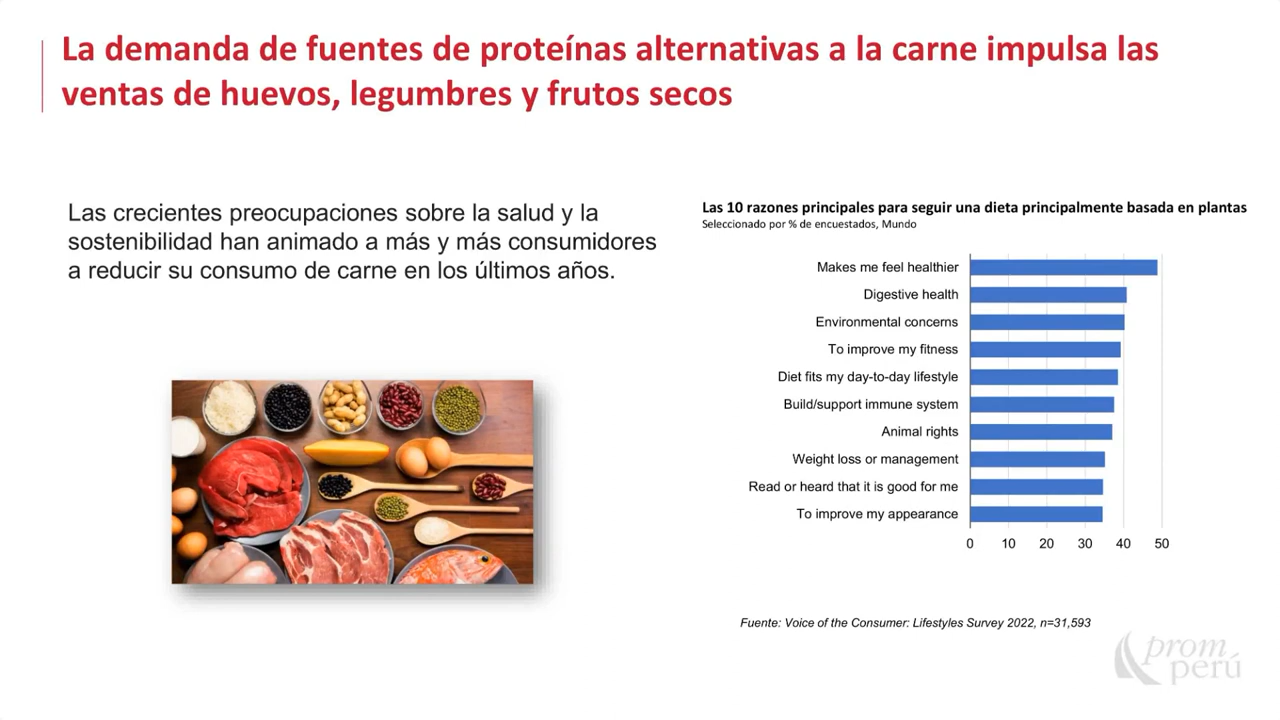 La demanda de fuentes de proteínas alternativas a la carne impulsa las
ventas de huevos, legumbres y frutos secos
Las crecientes preocupaciones sobre la salud y la
sostenibilidad han animado a más y más consumidores
a reducir su consumo de carne en los últimos años.
Las 10 razones principales para seguir una dieta principalmente basada en plantas
Seleccionado por % de encuestados, Mundo
Makes me feel healthier
Digestive health
Environmental concerns
To improve my fitness
Diet fits my day-to-day lifestyle
Build/support immune system
Animal rights
Weight loss or management
Read or heard that it is good for me
To improve my appearance
0 10 20 30 40 50
Fuente: Voice of the Consumer: Lifestyles Survey 2022, n=31,593
prom
perú